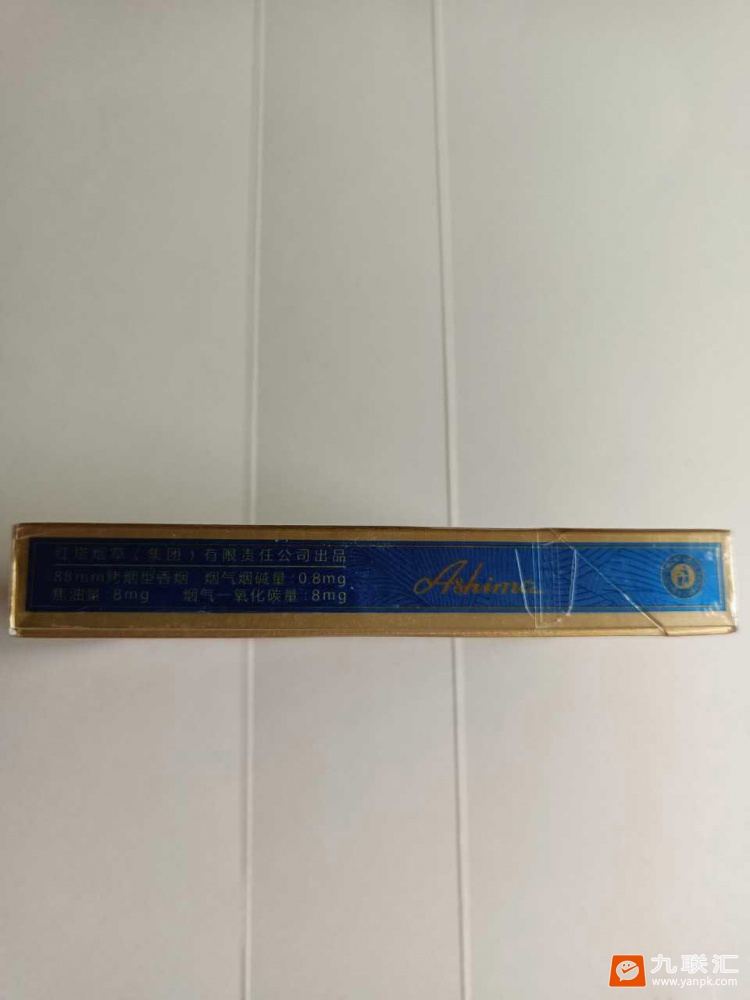 红塔烟草（集团）有限责任公司出品
88mm烤烟型香烟 烟气烟碱量:0.8mg
焦油量 8mg 烟气一氧化碳量:8mg
Ashima
九联汇
www.yanpk.com